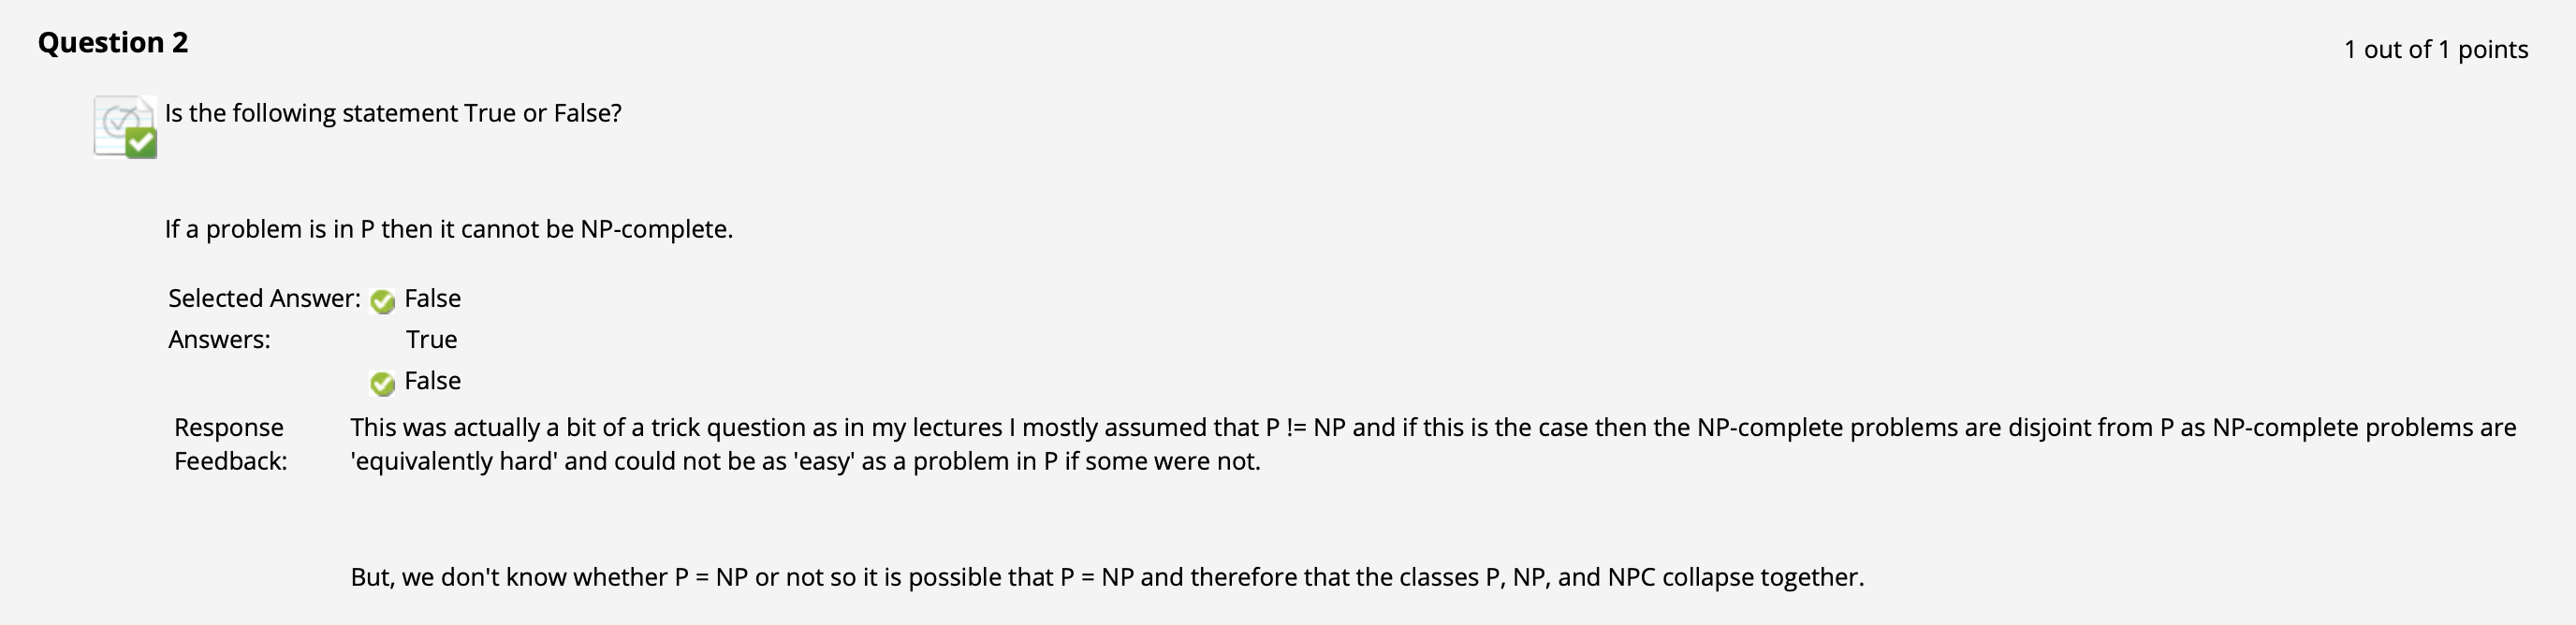 Question 2
1 out of 1 points
Is the following statement True or False?
If a problem is in P then it cannot be NP-complete.
Selected Answer: False
Answers: True
False
Response Feedback:
This was actually a bit of a trick question as in my lectures I mostly assumed that P != NP and if this is the case then the NP-complete problems are disjoint from P as NP-complete problems are
'equivalently hard' and could not be as 'easy' as a problem in P if some were not.
But, we don't know whether P = NP or not so it is possible that P = NP and therefore that the classes P, NP, and NPC collapse together.